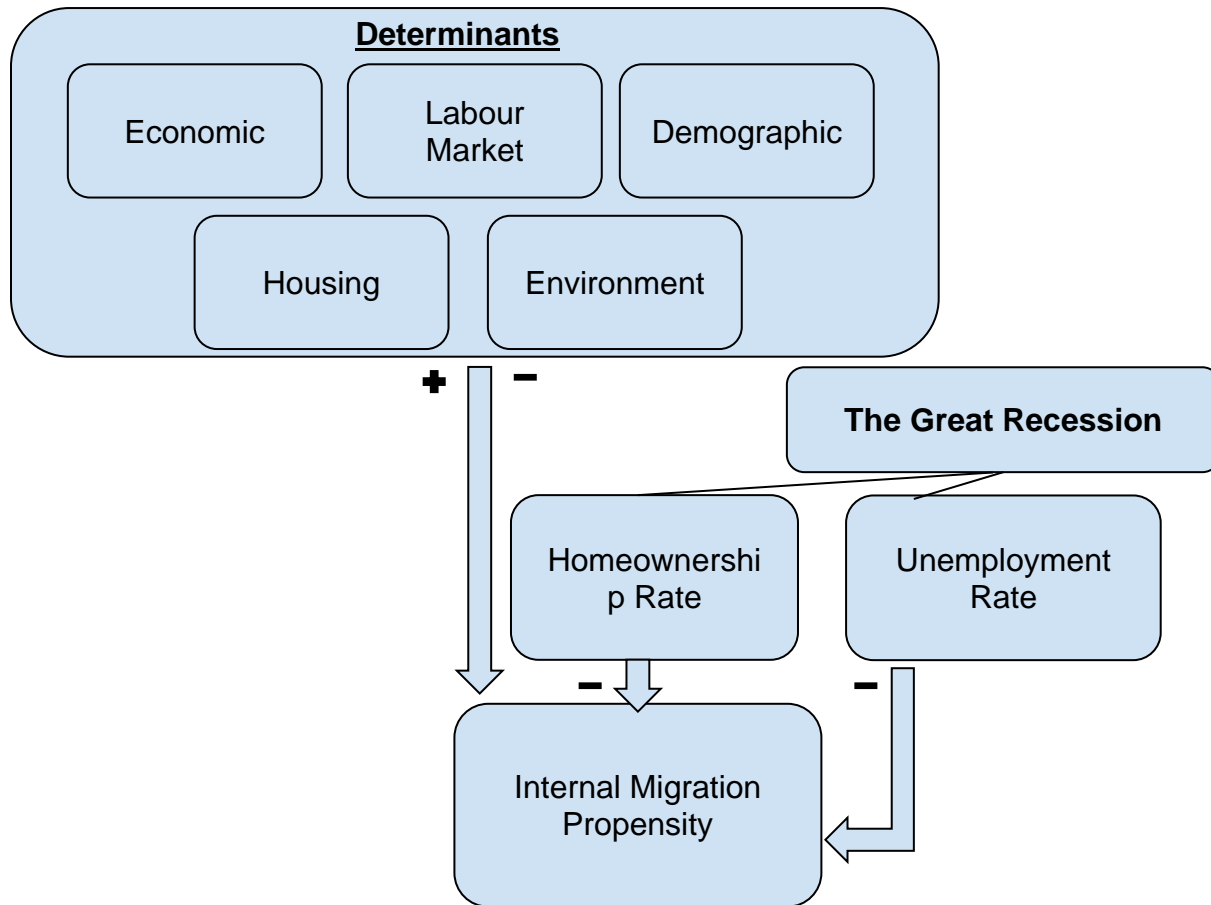 Determinants
Economic
Labour
Market
Demographic
Housing
Environment
+ -
The Great Recession
Homeownershi
p Rate
Unemployment
Rate
-
-
Internal Migration
Propensity